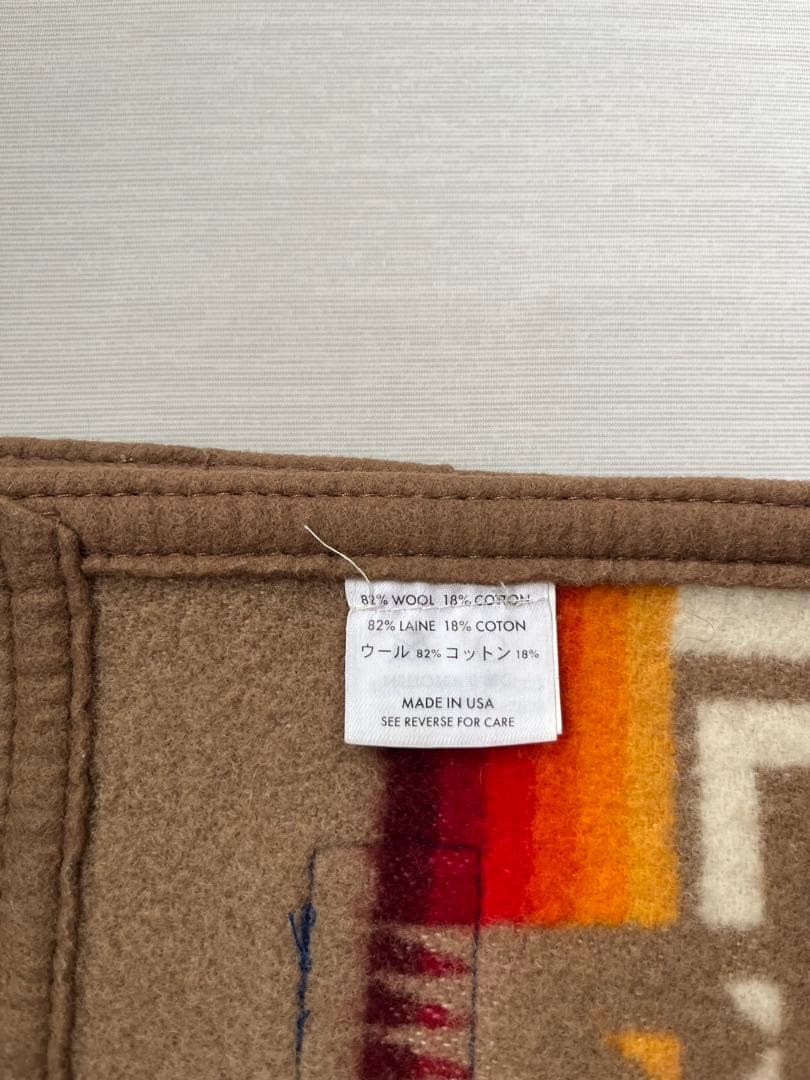 82% WOOL 18% COTTON
82% LAINE 18% COTON
ウール 82% コットン 18%
MADE IN USA
SEE REVERSE FOR CARE